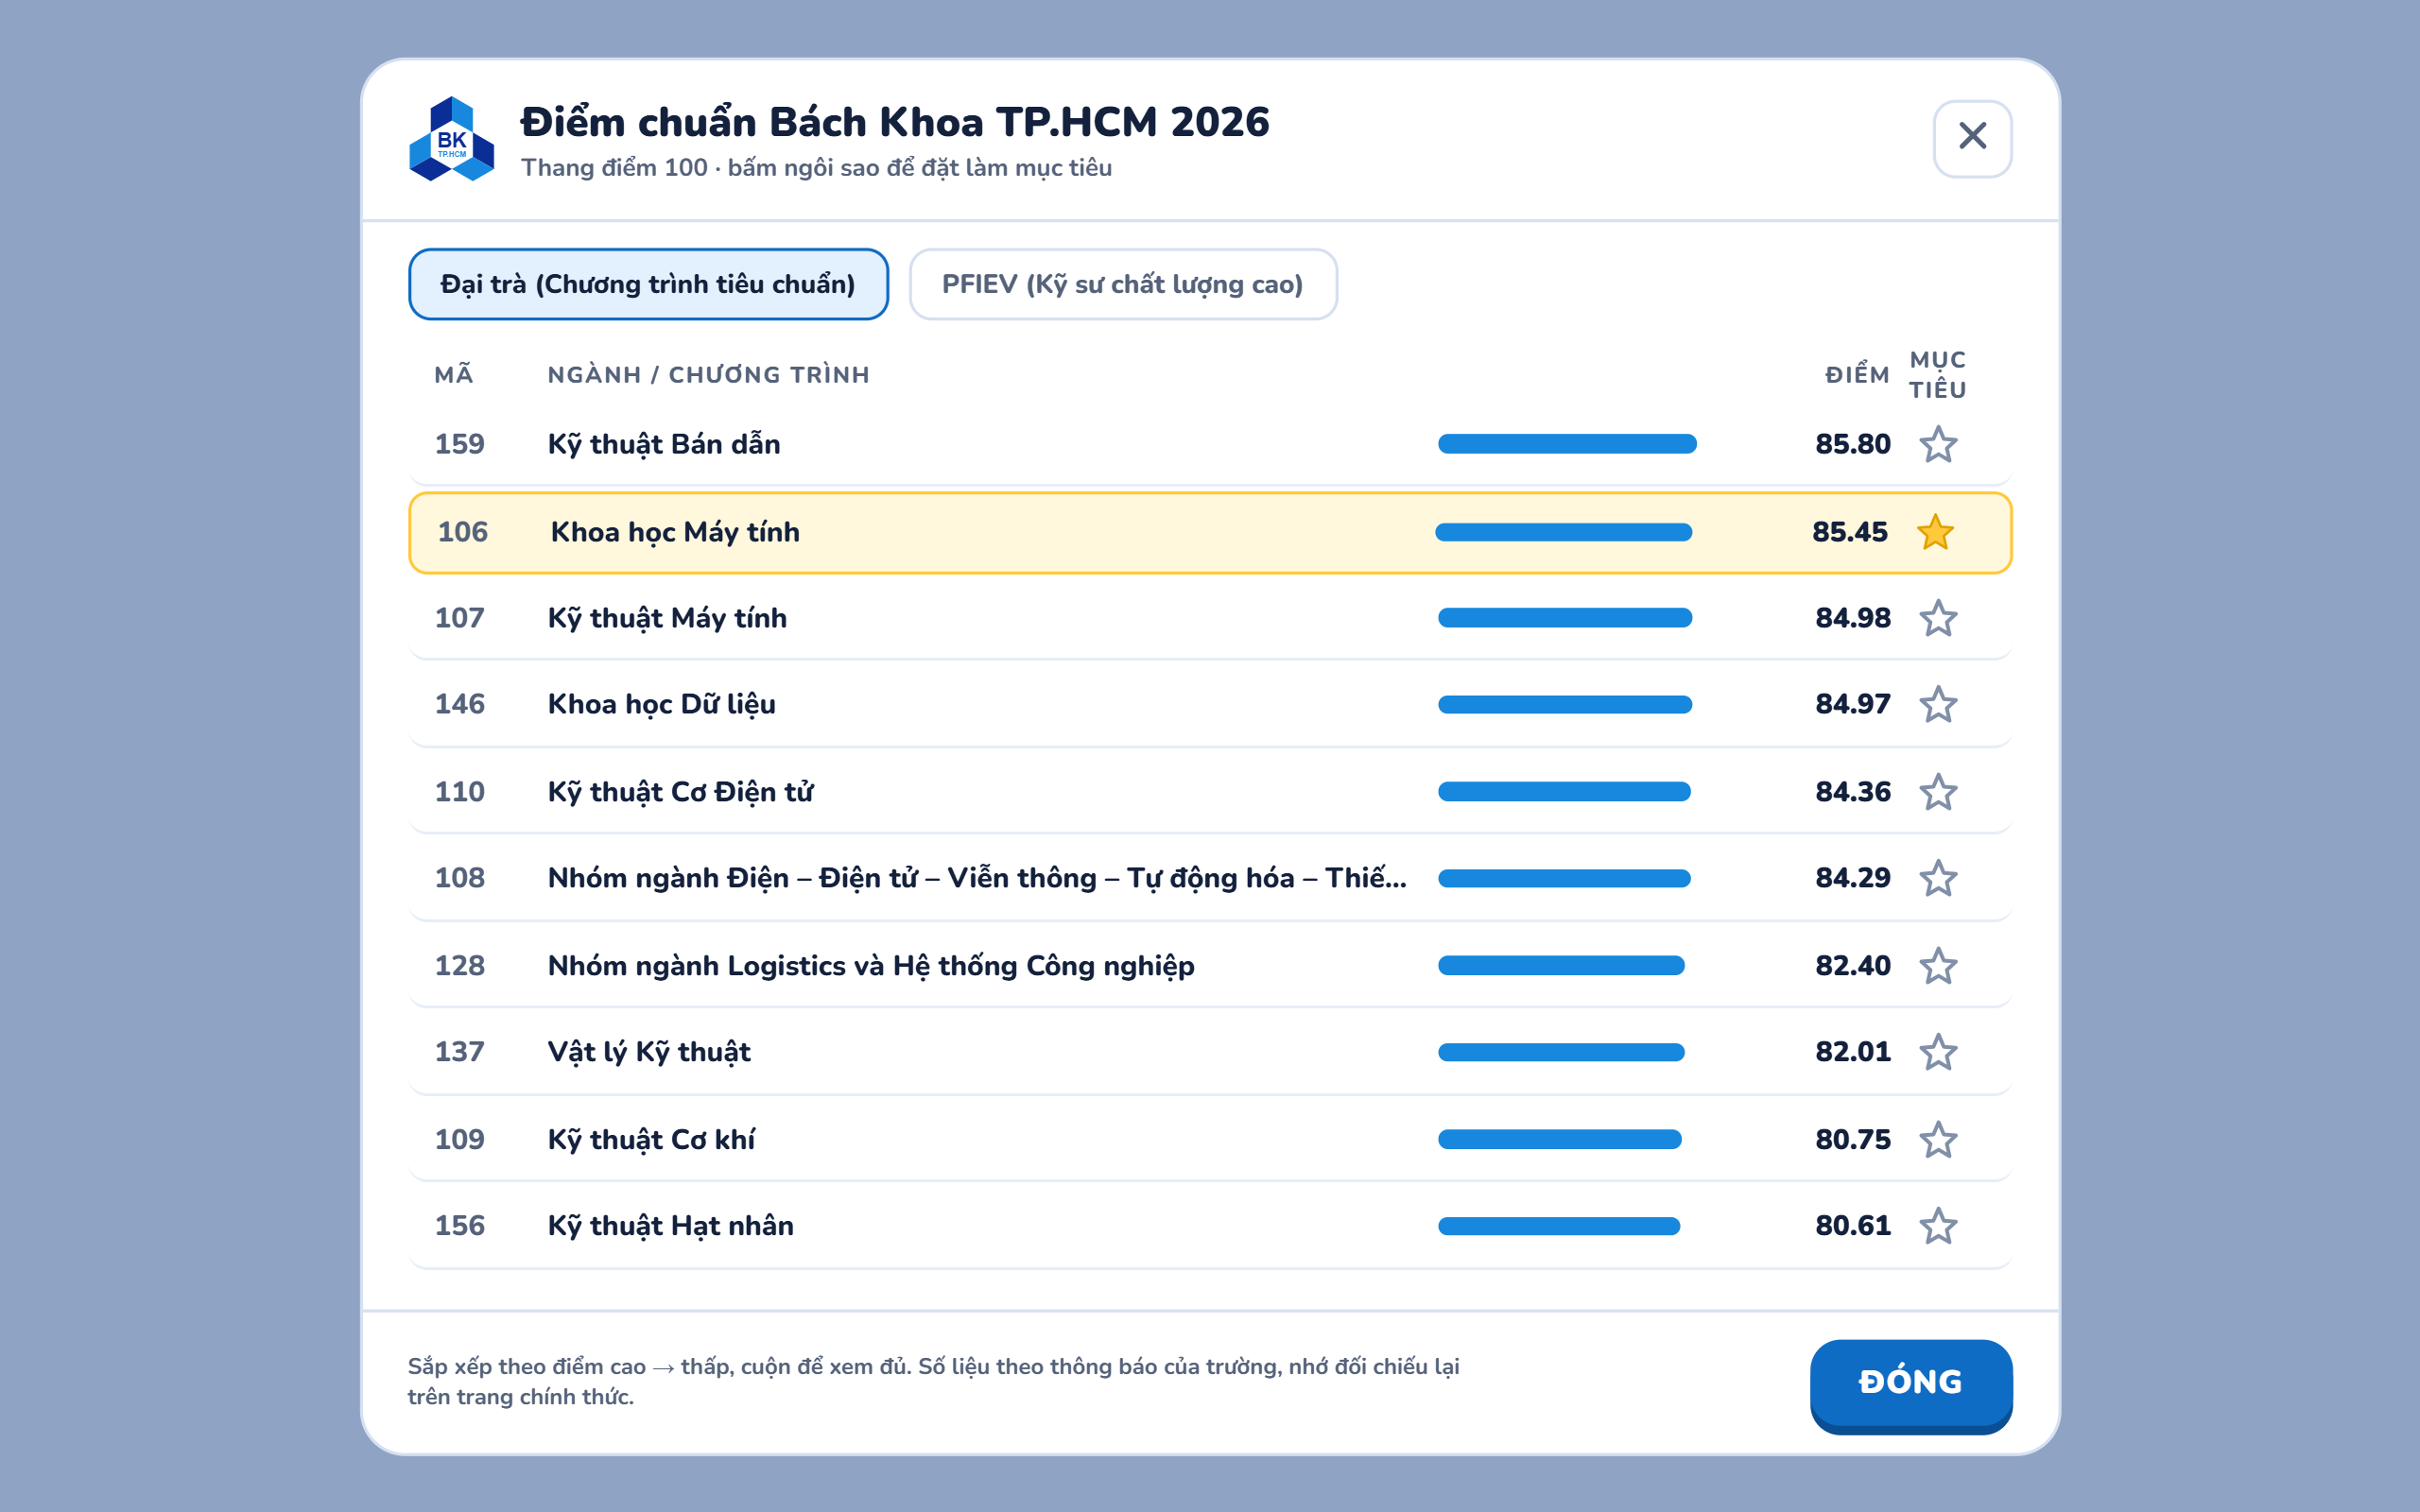 BK
TP.HCM
Điểm chuẩn Bách Khoa TP.HCM 2026
Thang điểm 100 · bấm ngôi sao để đặt làm mục tiêu
Đại trà (Chương trình tiêu chuẩn)
PFIEV (Kỹ sư chất lượng cao)
MÃ NGÀNH / CHƯƠNG TRÌNH ĐIỂM MỤC TIÊU
159 Kỹ thuật Bán dẫn 85.80
106 Khoa học Máy tính 85.45
107 Kỹ thuật Máy tính 84.98
146 Khoa học Dữ liệu 84.97
110 Kỹ thuật Cơ Điện tử 84.36
108 Nhóm ngành Điện – Điện tử – Viễn thông – Tự động hóa – Thiế... 84.29
128 Nhóm ngành Logistics và Hệ thống Công nghiệp 82.40
137 Vật lý Kỹ thuật 82.01
109 Kỹ thuật Cơ khí 80.75
156 Kỹ thuật Hạt nhân 80.61
Sắp xếp theo điểm cao → thấp, cuộn để xem đủ. Số liệu theo thông báo của trường, nhớ đối chiếu lại
trên trang chính thức.
ĐÓNG